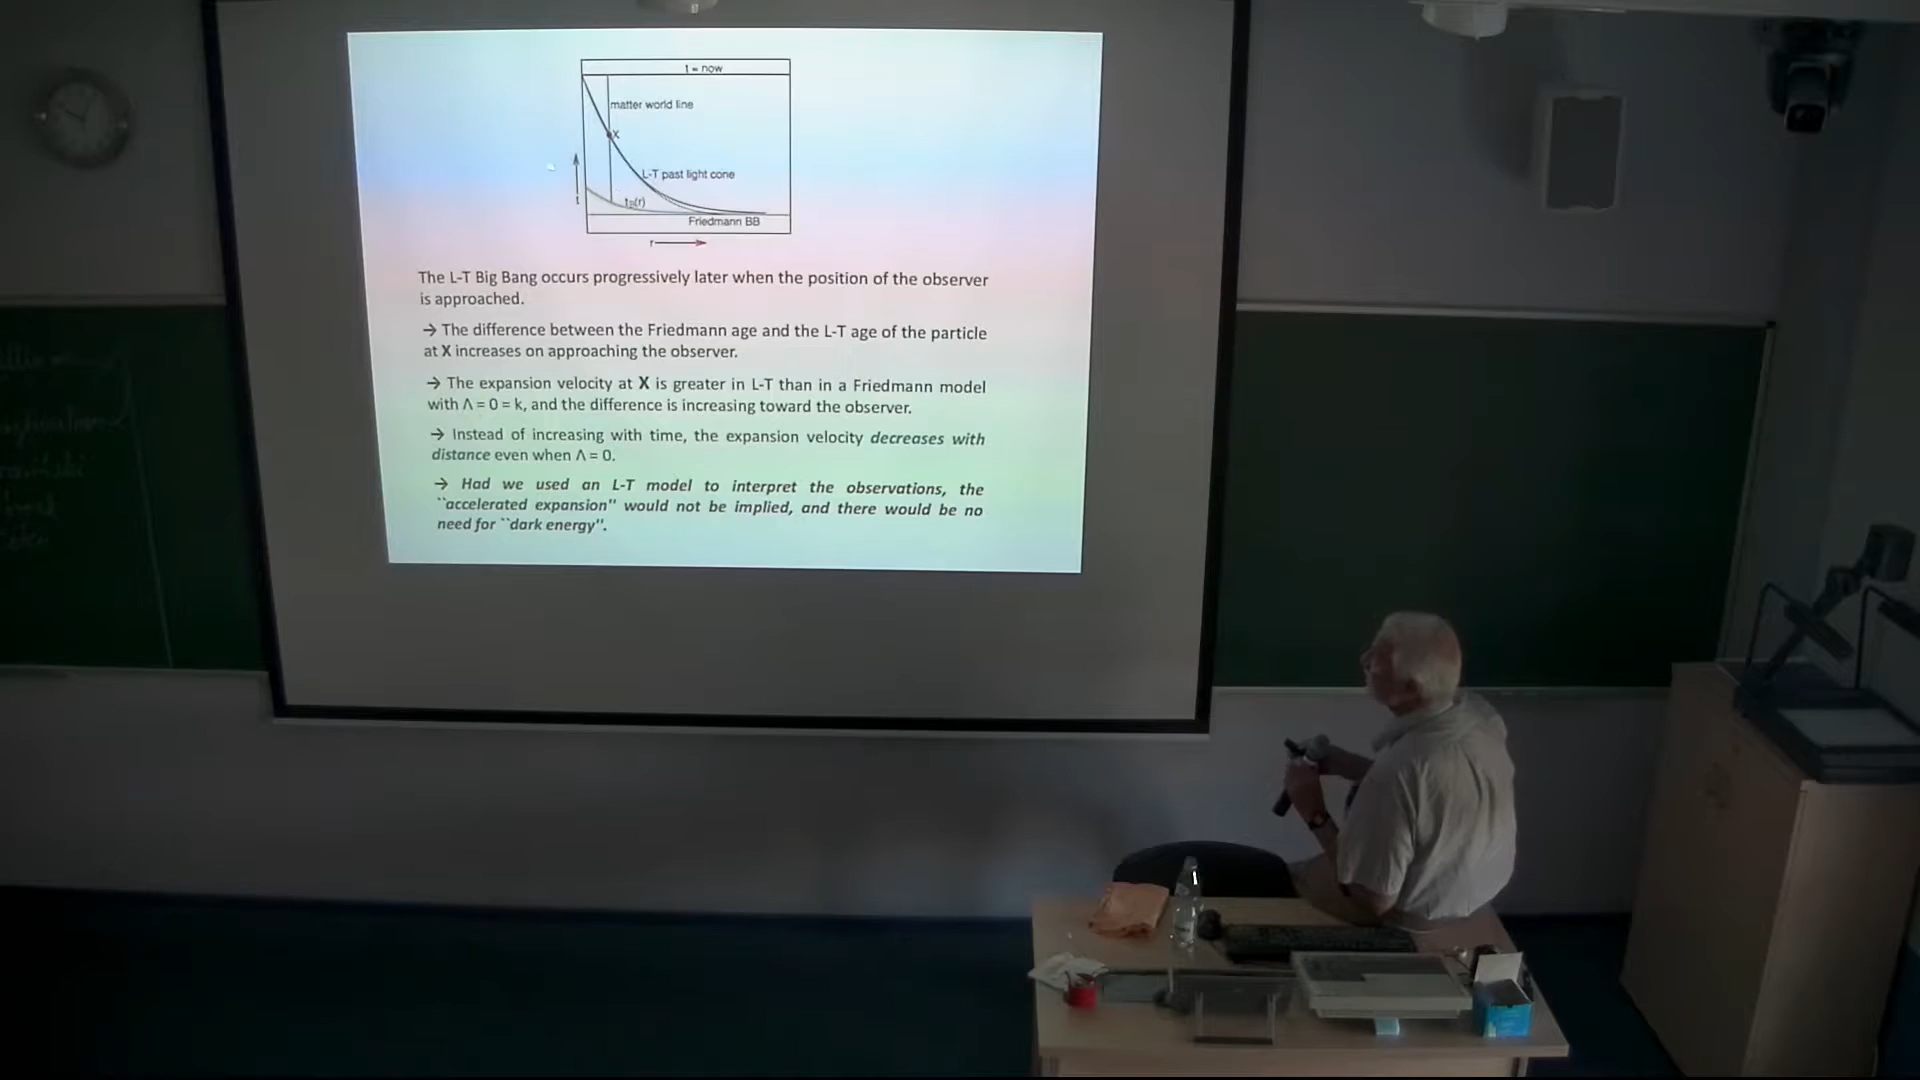 t = now
matter world line
X
L-T past light cone
t
tB(r)
Friedmann BB
r
The L-T Big Bang occurs progressively later when the position of the observer
is approached.
→ The difference between the Friedmann age and the L-T age of the particle
at X increases on approaching the observer.
→ The expansion velocity at X is greater in L-T than in a Friedmann model
with Λ = 0 = k, and the difference is increasing toward the observer.
→ Instead of increasing with time, the expansion velocity decreases with
distance even when Λ = 0.
→ Had we used an L-T model to interpret the observations, the
``accelerated expansion'' would not be implied, and there would be no
need for ``dark energy''.